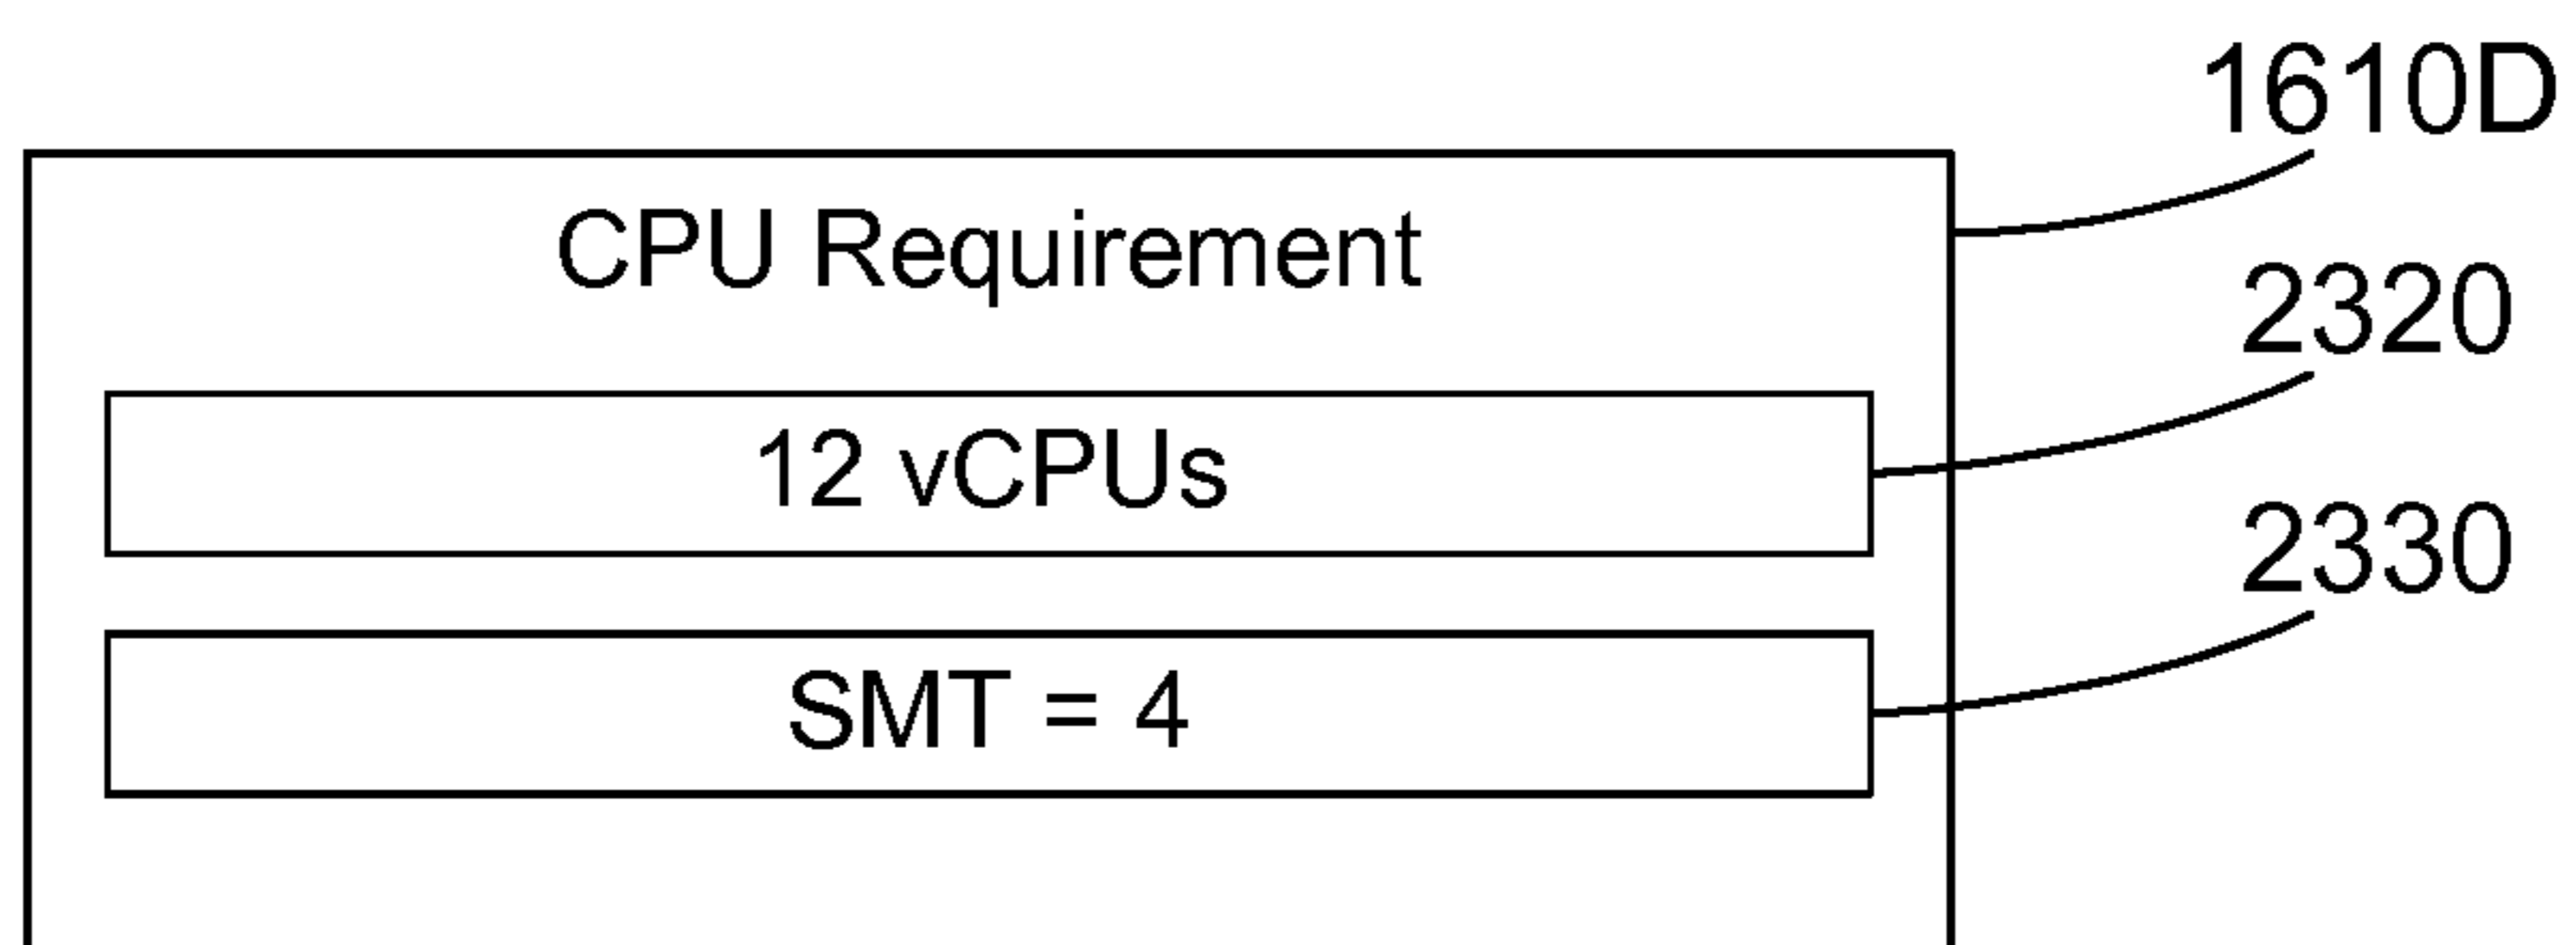 1610D
CPU Requirement
2320
12 vCPUs
2330
SMT = 4